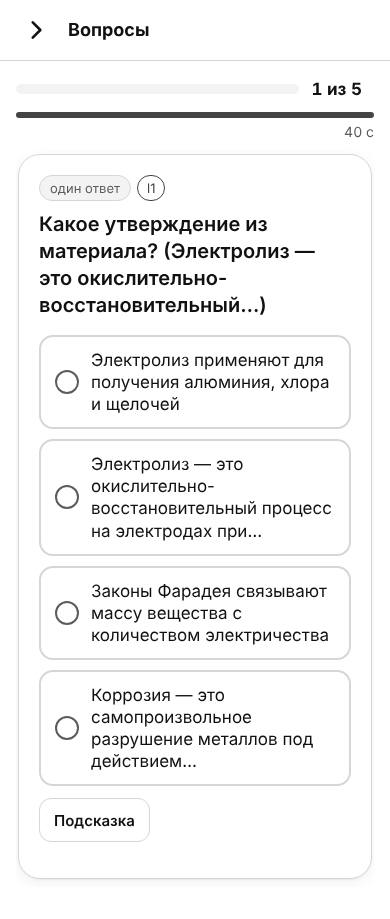 Вопросы
1 из 5
40 с
один ответ
l1
Какое утверждение из
материала? (Электролиз —
это окислительно-
восстановительный...)
Электролиз применяют для
получения алюминия, хлора
и щелочей
Электролиз — это
окислительно-
восстановительный процесс
на электродах при...
Законы Фарадея связывают
массу вещества с
количеством электричества
Коррозия — это
самопроизвольное
разрушение металлов под
действием...
Подсказка